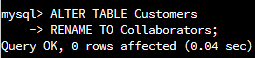 mysql> ALTER TABLE Customers
-> RENAME TO Collaborators;
Query OK, 0 rows affected (0.04 sec)